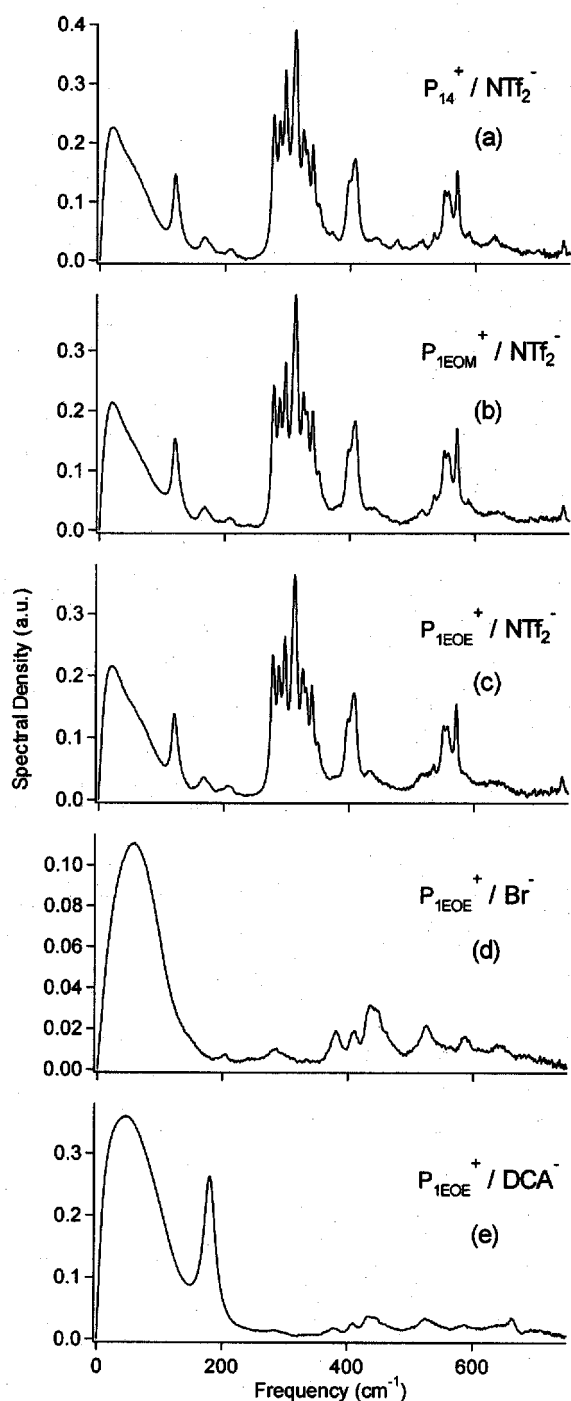 0.4
P14+ / NTf2-
0.3
(a)
0.2
0.1
0.0
P1EOM+ / NTf2-
0.3
(b)
0.2
0.1
0.0
P1EOE+ / NTf2-
0.3
(c)
0.2
0.1
0.0
Spectral Density (a.u.)
0.10
P1EOE+ / Br-
0.08
(d)
0.06
0.04
0.02
0.00
P1EOE+ / DCA-
0.3
(e)
0.2
0.1
0.0
0 200 400 600
Frequency (cm-1)